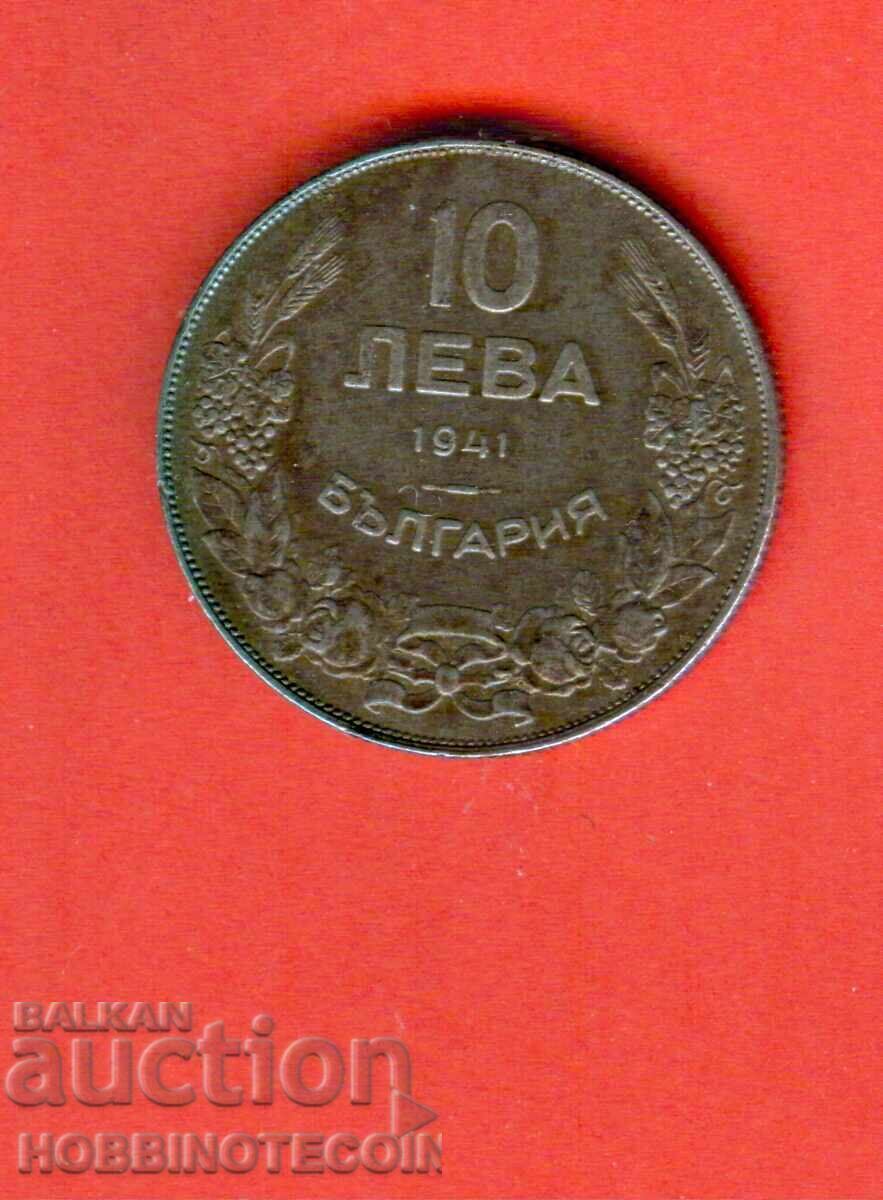 10
ЛЕВА
1941
БЪЛГАРИЯ
BALKAN
auction
HOBBINOTECOIN